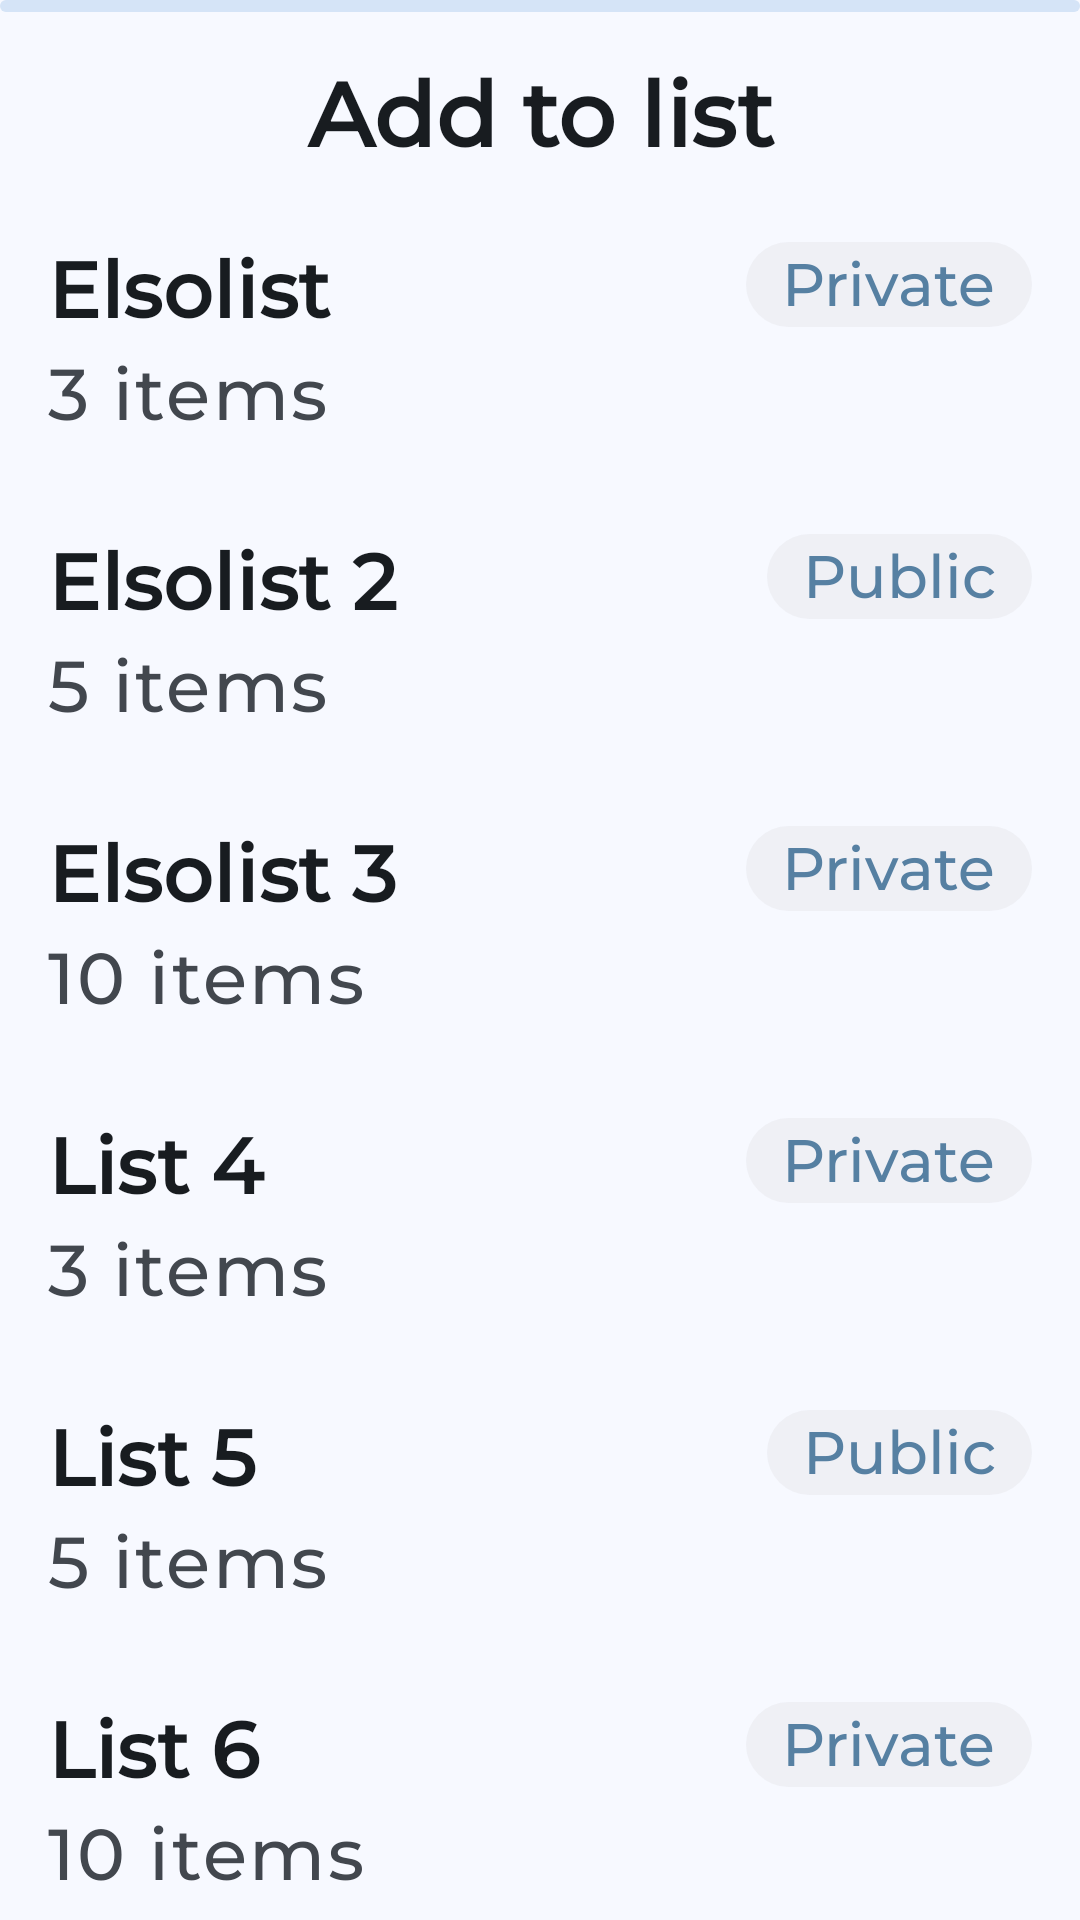 Add to list
Elsolist Private
3 items
Elsolist 2 Public
5 items
Elsolist 3 Private
10 items
List 4 Private
3 items
List 5 Public
5 items
List 6 Private
10 items